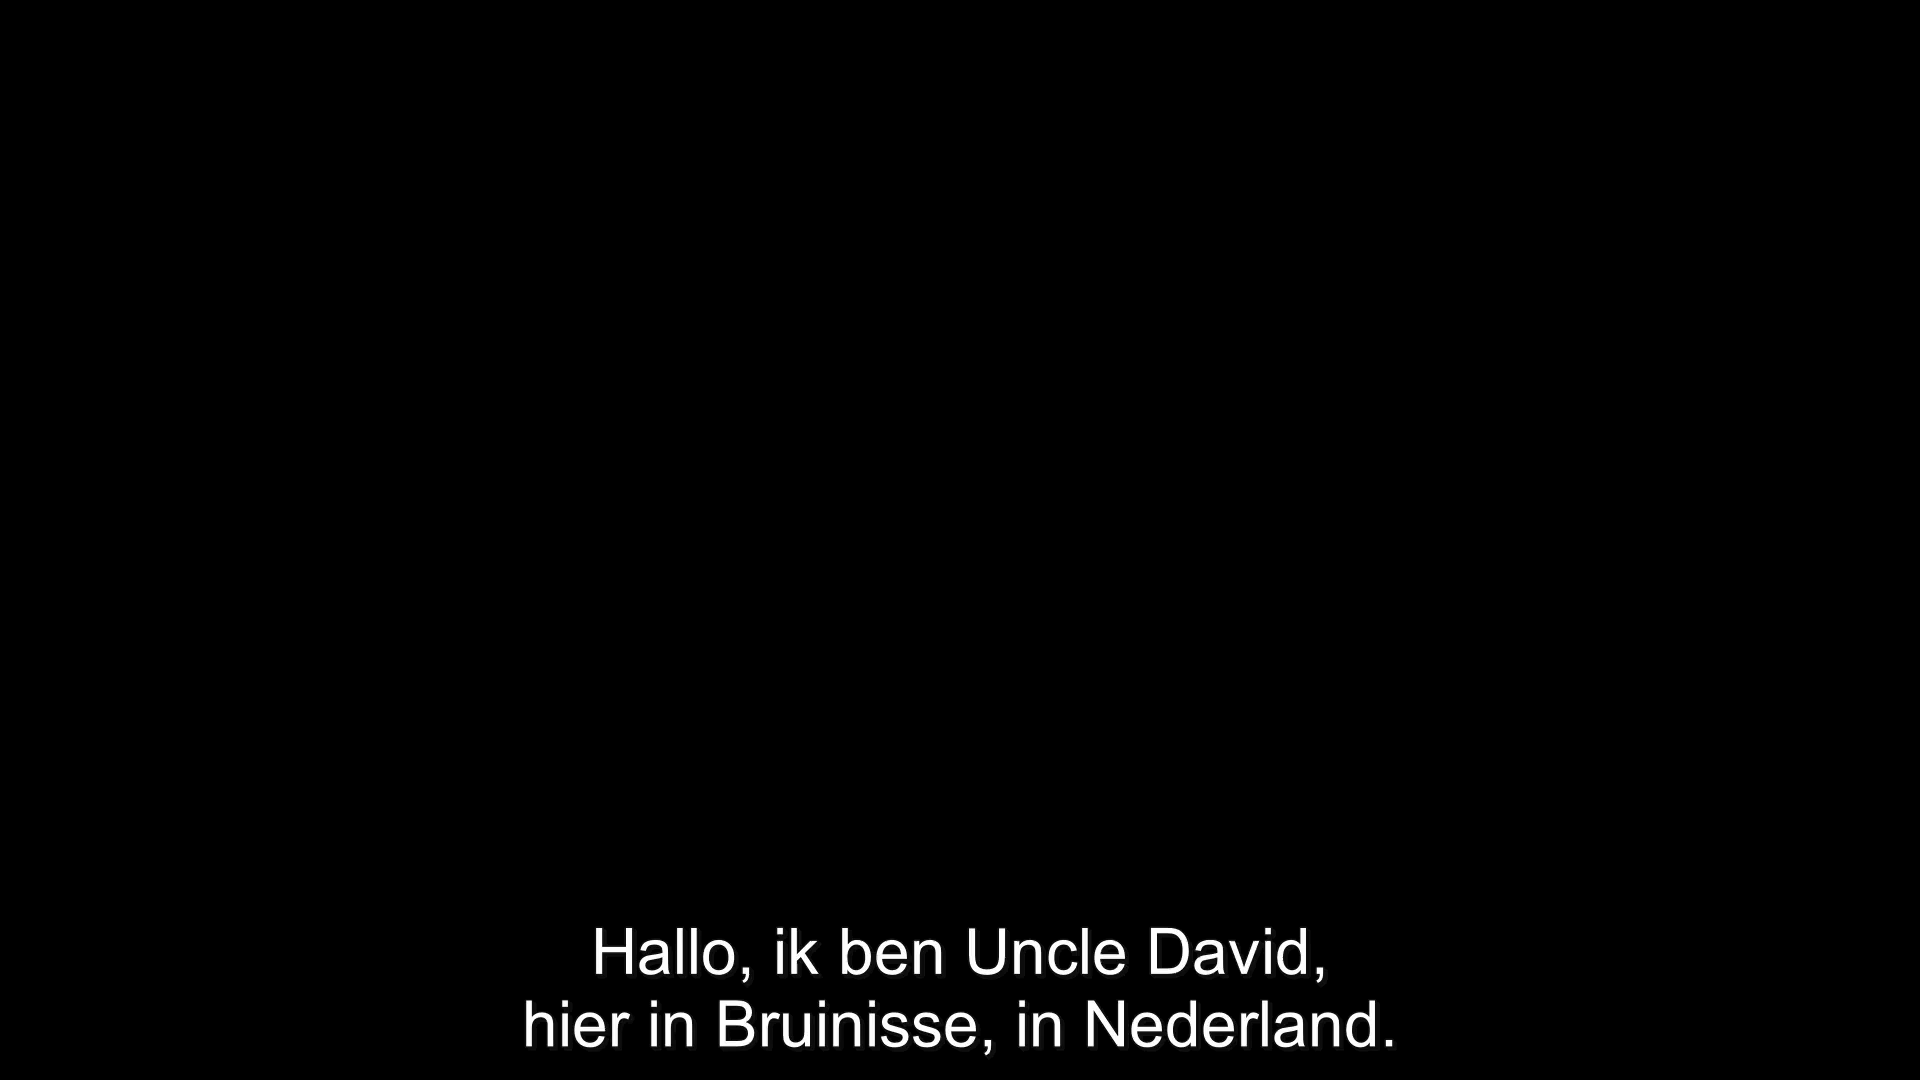 Hallo, ik ben Uncle David,
hier in Bruinisse, in Nederland.